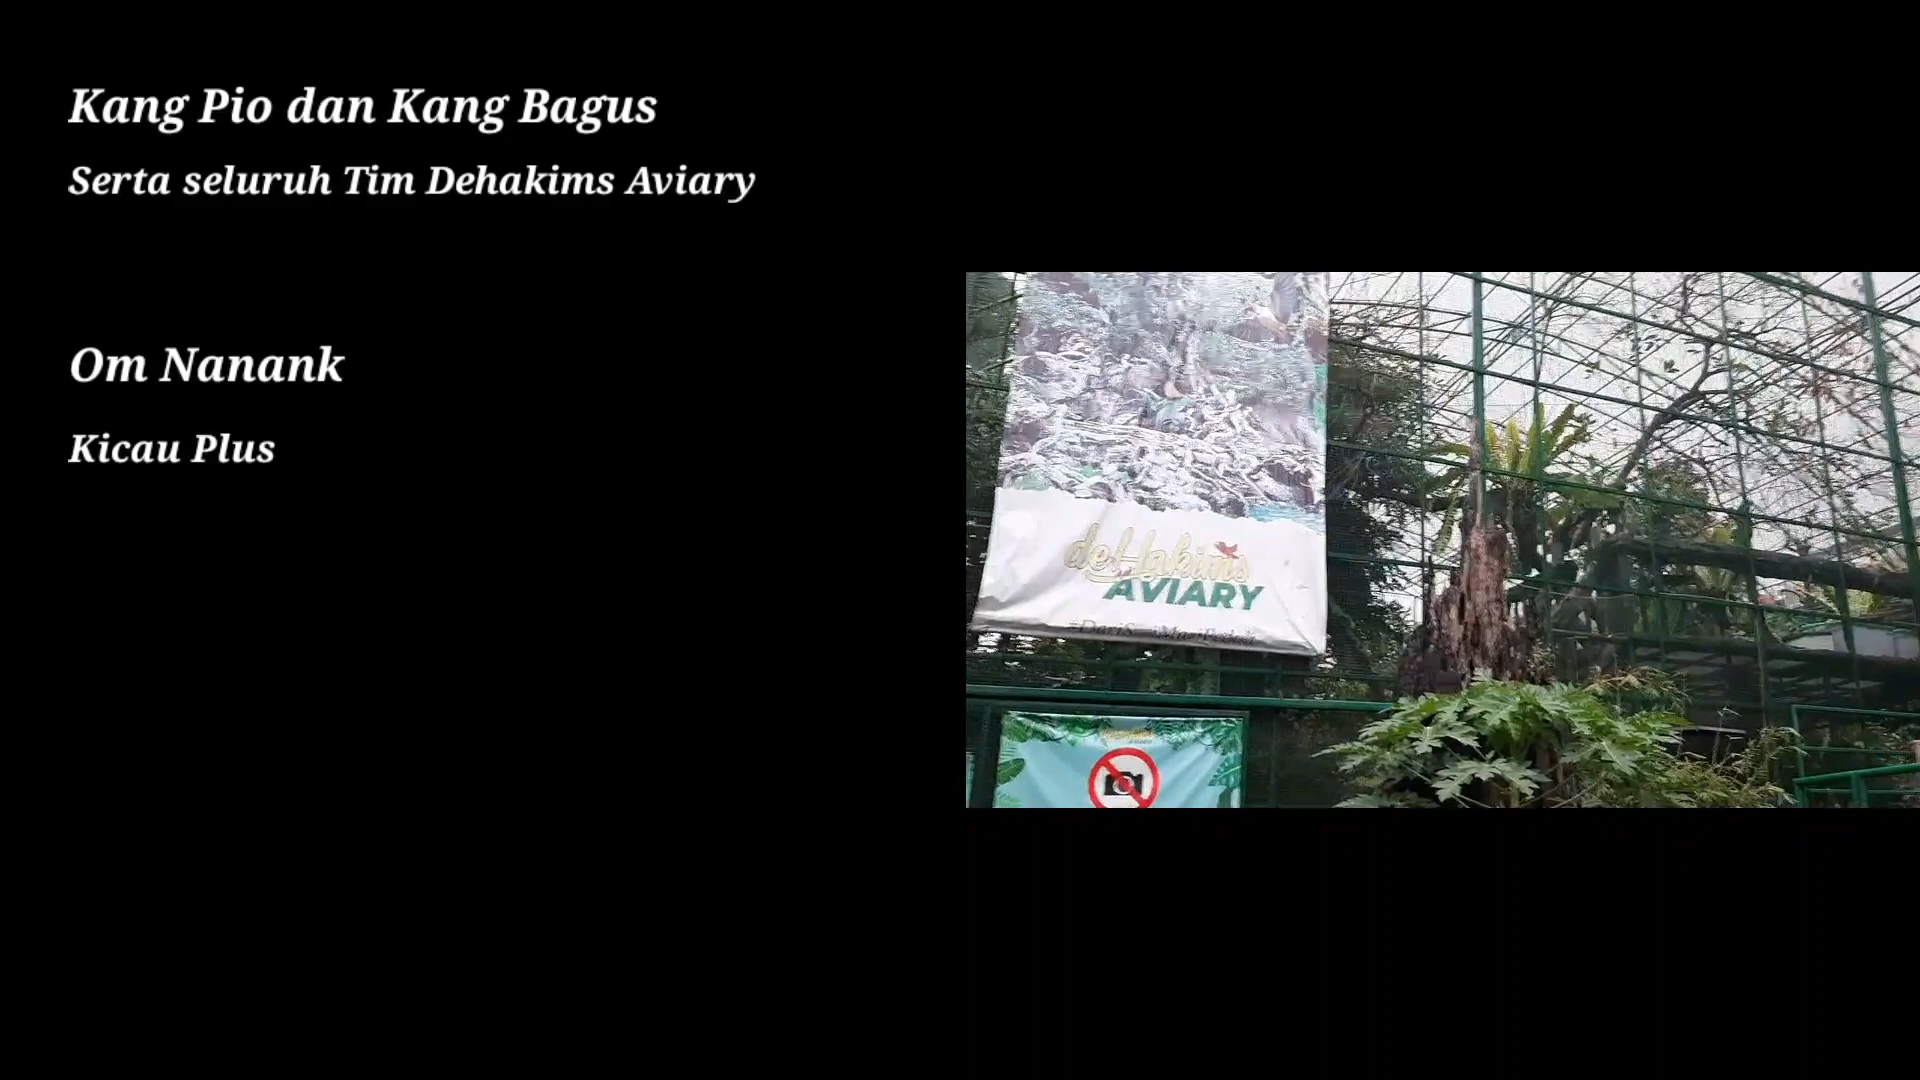 Kang Pio dan Kang Bagus
Serta seluruh Tim Dehakims Aviary
Om Nanank
Kicau Plus
deHakims
AVIARY